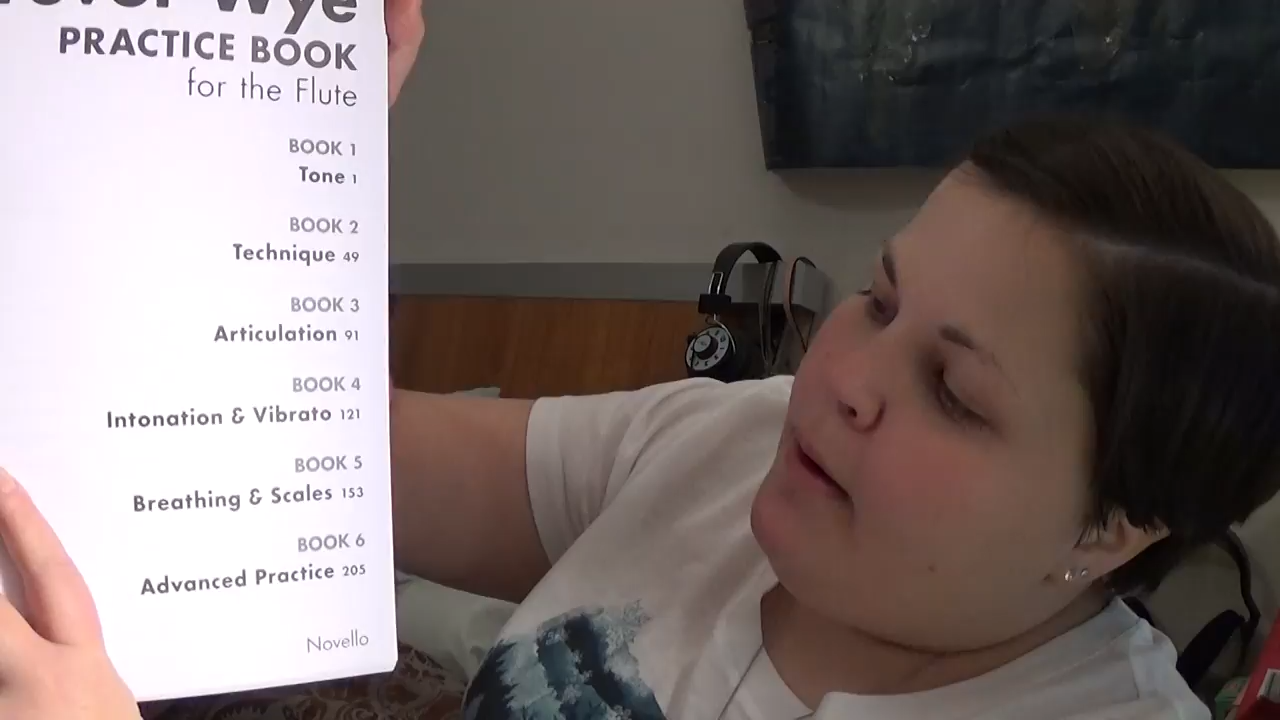 Wye
PRACTICE BOOK
for the Flute
BOOK 1
Tone 1
BOOK 2
Technique 49
BOOK 3
Articulation 91
BOOK 4
Intonation & Vibrato 121
BOOK 5
Breathing & Scales 153
BOOK 6
Advanced Practice 205
Novello